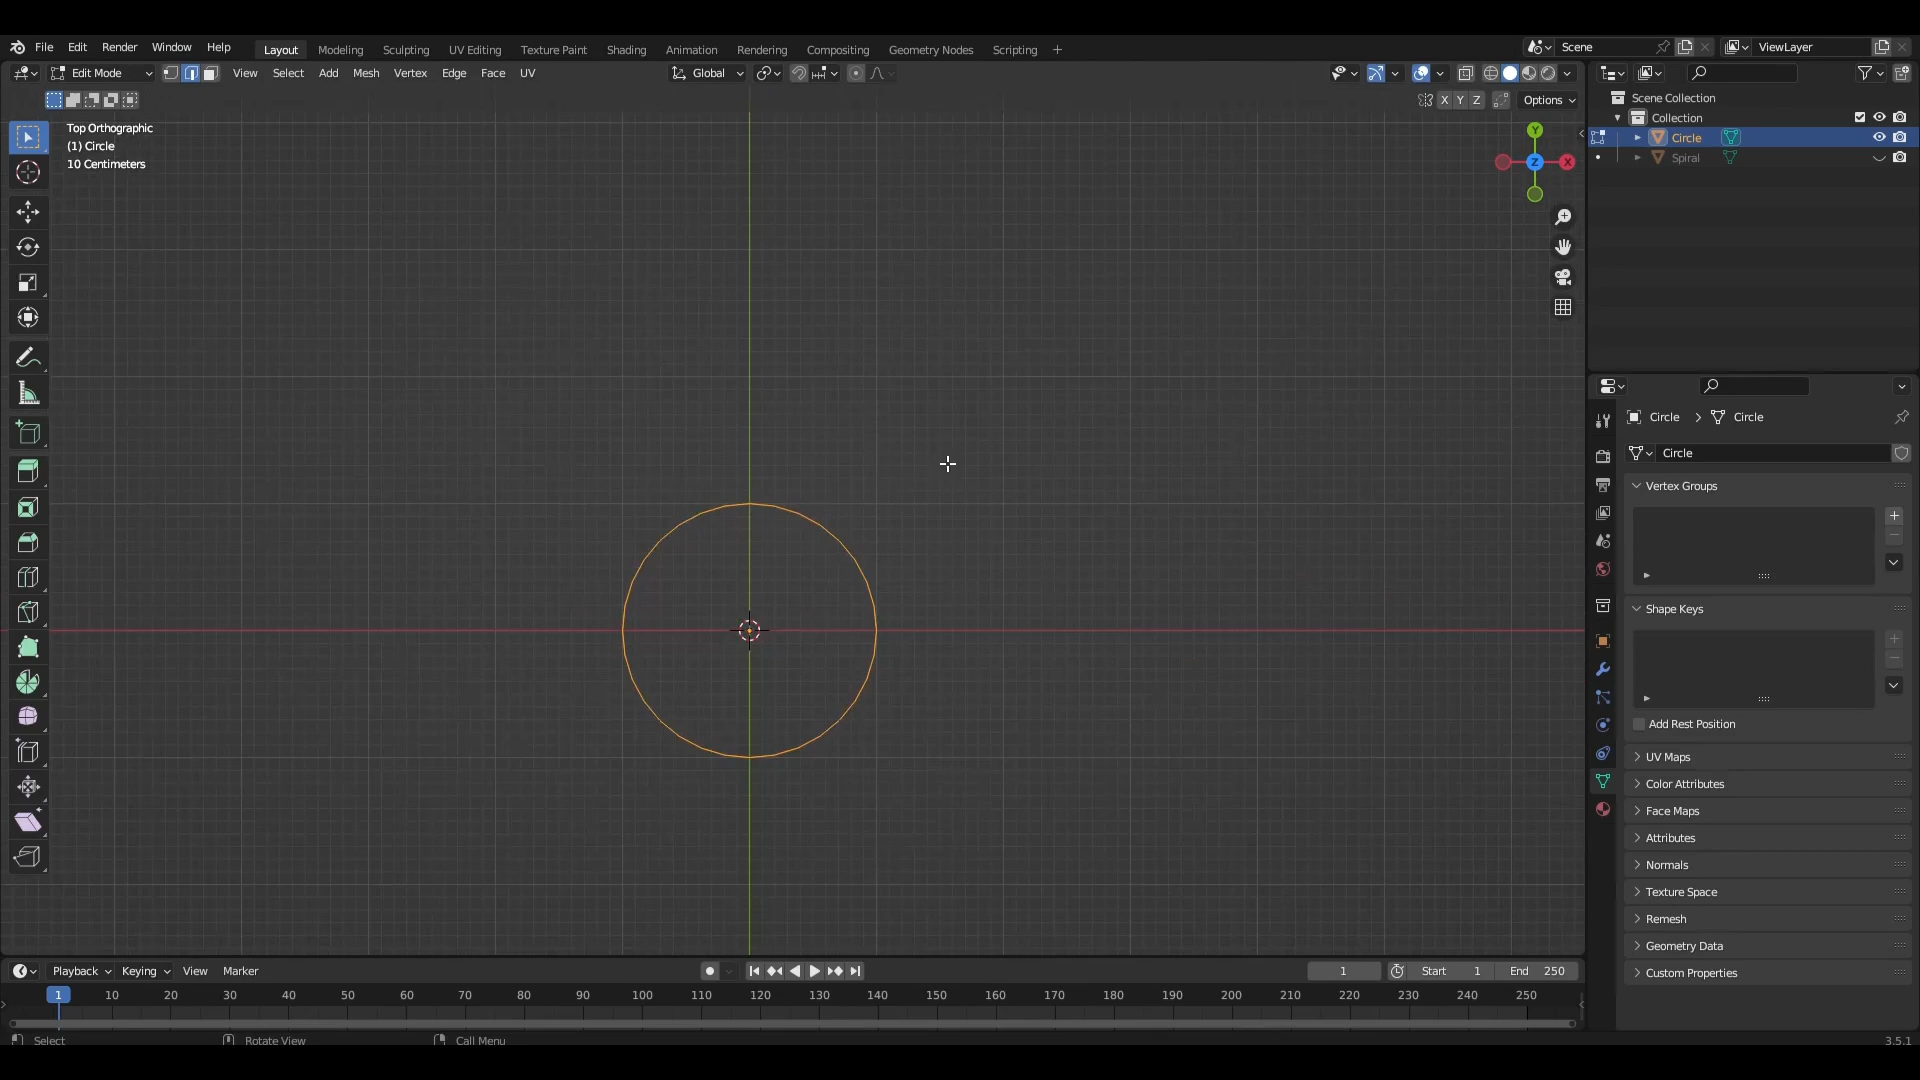 File Edit Render Window Help Layout Modeling Sculpting UV Editing Texture Paint Shading Animation Rendering Compositing Geometry Nodes Scripting + Scene ViewLayer
Edit Mode View Select Add Mesh Vertex Edge Face UV Global
X Y Z Options
Top Orthographic
(1) Circle
10 Centimeters
Y
Z X
Scene Collection
Collection
Circle
Spiral
Circle > Circle
Circle
Vertex Groups
Shape Keys
Add Rest Position
UV Maps
Color Attributes
Face Maps
Attributes
Normals
Texture Space
Remesh
Geometry Data
Custom Properties
Playback Keying View Marker 1 Start 1 End 250
1 10 20 30 40 50 60 70 80 90 100 110 120 130 140 150 160 170 180 190 200 210 220 230 240 250
Select Rotate View Call Menu 3.5.1